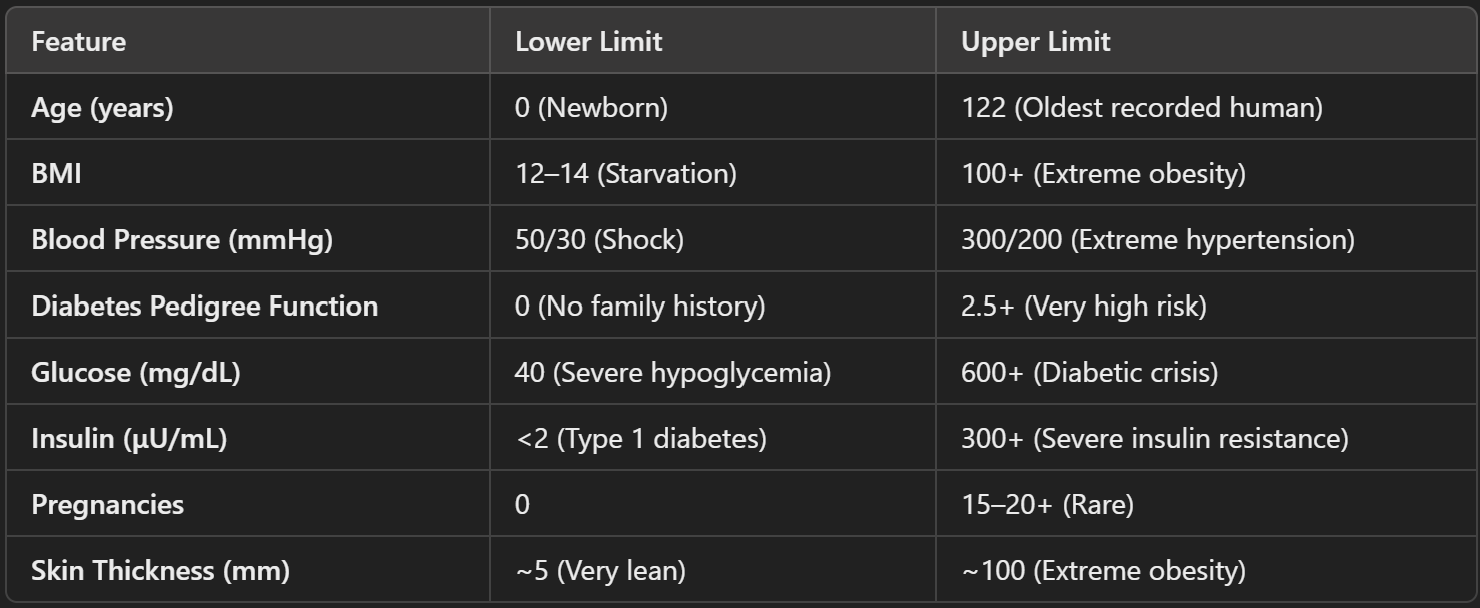 Feature Lower Limit Upper Limit
Age (years) 0 (Newborn) 122 (Oldest recorded human)
BMI 12–14 (Starvation) 100+ (Extreme obesity)
Blood Pressure (mmHg) 50/30 (Shock) 300/200 (Extreme hypertension)
Diabetes Pedigree Function 0 (No family history) 2.5+ (Very high risk)
Glucose (mg/dL) 40 (Severe hypoglycemia) 600+ (Diabetic crisis)
Insulin (µU/mL) <2 (Type 1 diabetes) 300+ (Severe insulin resistance)
Pregnancies 0 15–20+ (Rare)
Skin Thickness (mm) ~5 (Very lean) ~100 (Extreme obesity)